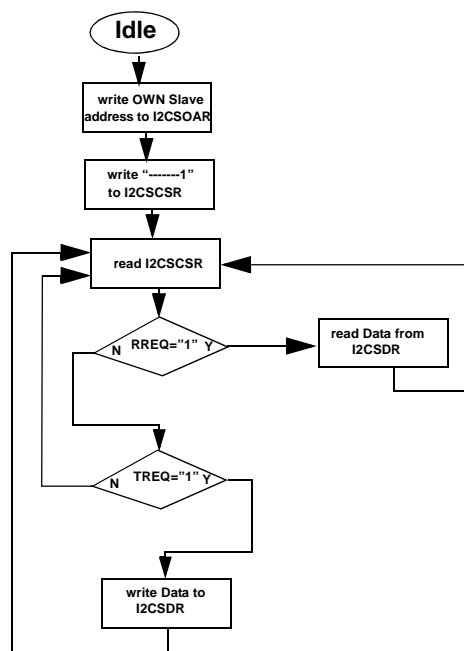 Idle
write OWN Slave
address to I2CSOAR
write “-------1”
to I2CSCSR
read I2CSCSR
N RREQ=”1” Y
read Data from
I2CSDR
N TREQ=”1” Y
write Data to
I2CSDR